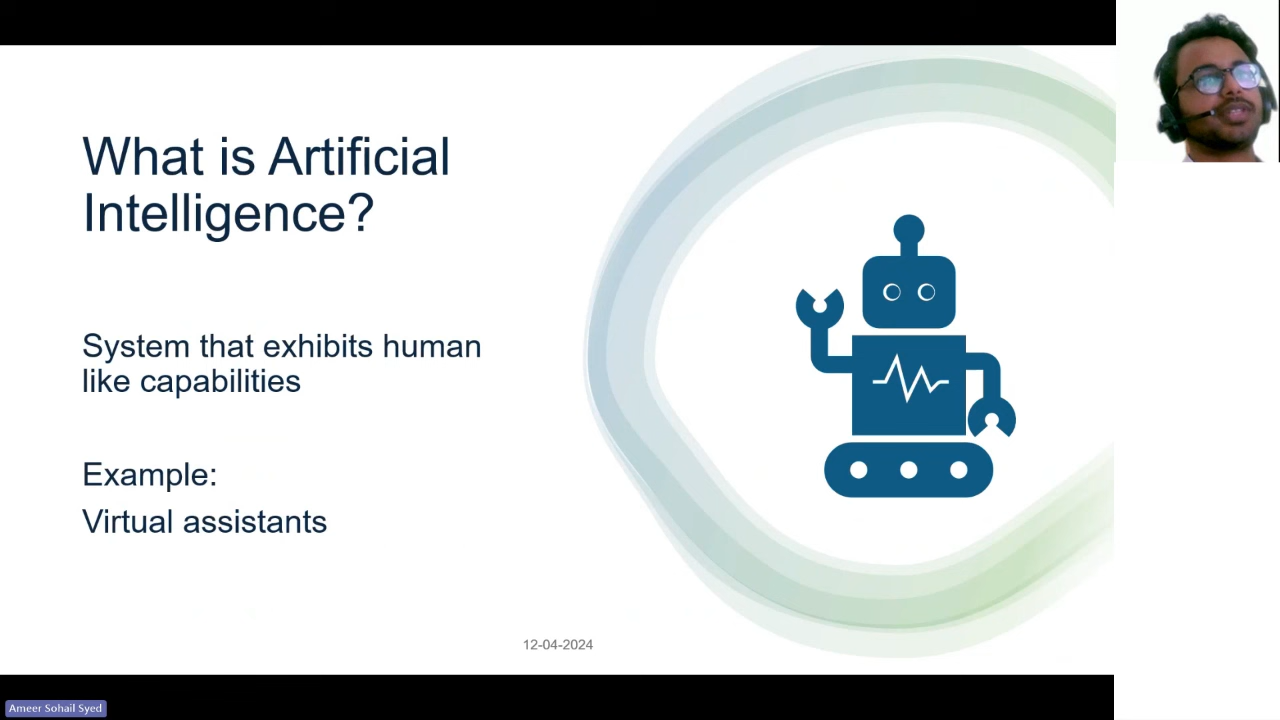 What is Artificial
Intelligence?
System that exhibits human
like capabilities
Example:
Virtual assistants
12-04-2024
Ameer Sohail Syed